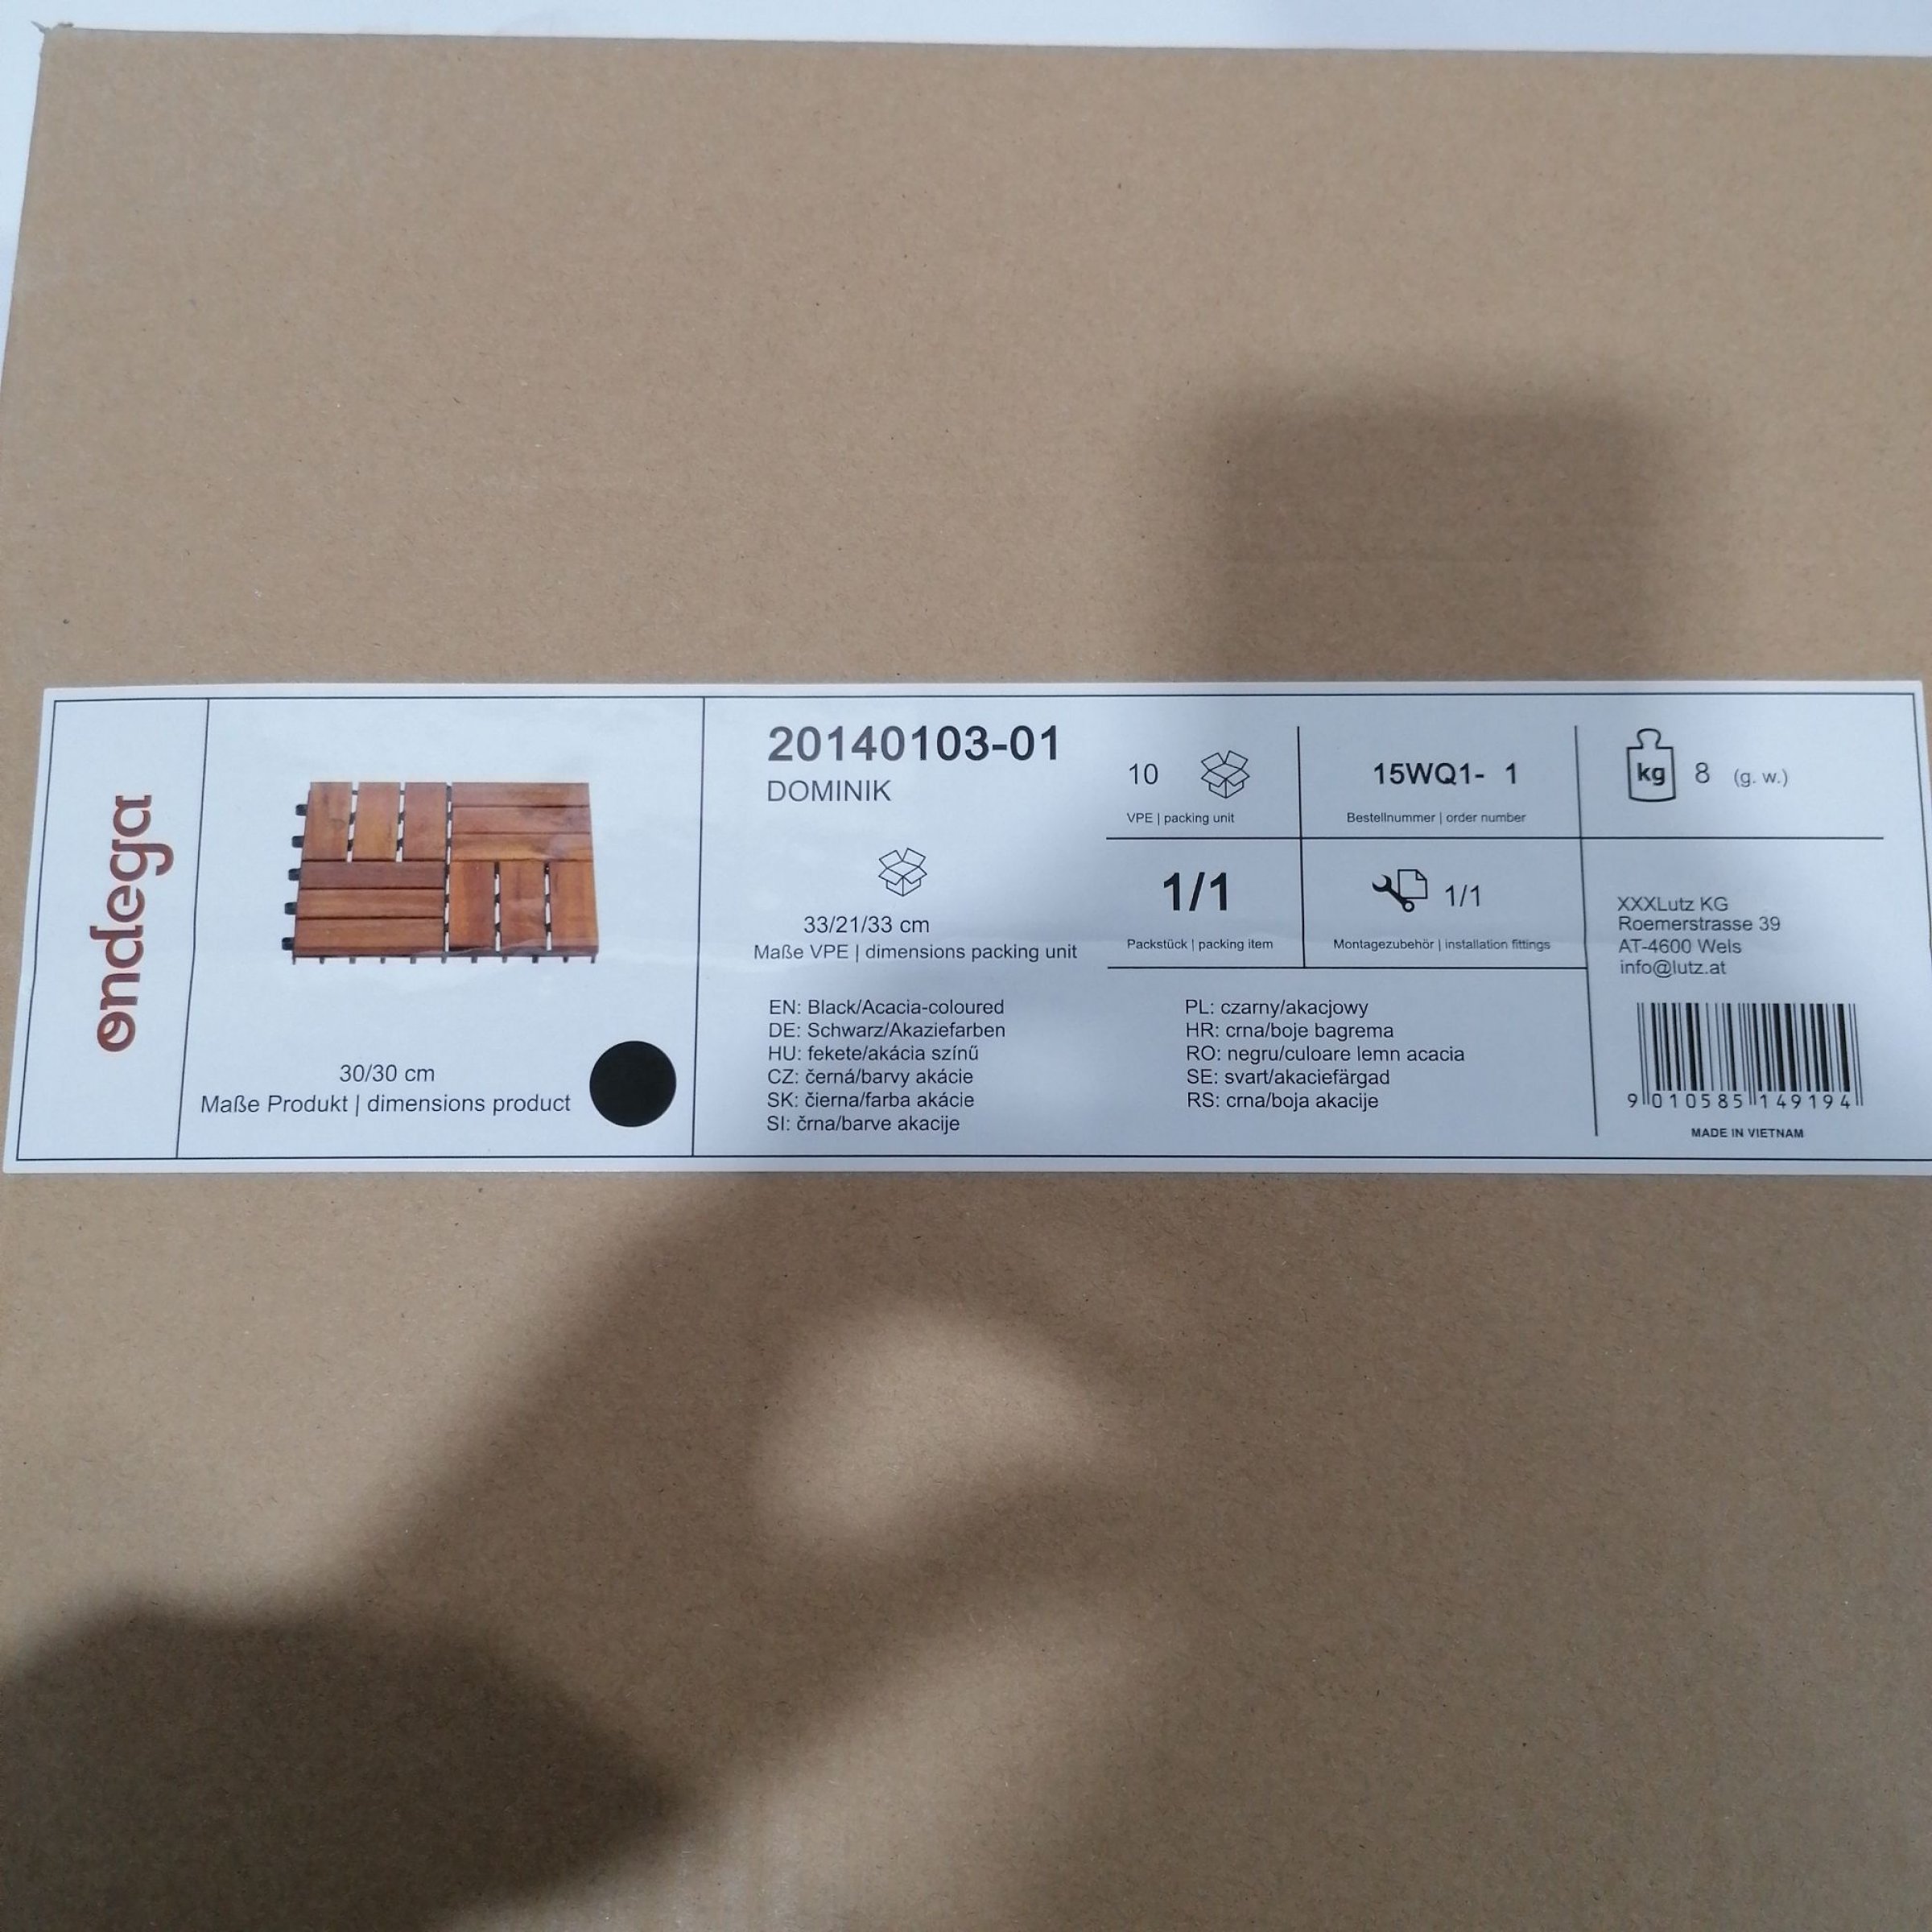 ondega
30/30 cm
Maße Produkt | dimensions product
20140103-01
DOMINIK
33/21/33 cm
Maße VPE | dimensions packing unit
10
VPE | packing unit
15WQ1- 1
Bestellnummer | order number
kg 8 (g. w.)
1/1
Packstück | packing item
1/1
Montagezubehör | installation fittings
XXXLutz KG
Roemerstrasse 39
AT-4600 Wels
info@lutz.at
EN: Black/Acacia-coloured
DE: Schwarz/Akaziefarben
HU: fekete/akácia színű
CZ: černá/barvy akácie
SK: čierna/farba akácie
SI: črna/barve akacije
PL: czarny/akacjowy
HR: crna/boje bagrema
RO: negru/culoare lemn acacia
SE: svart/akaciefärgad
RS: crna/boja akacije
9 010585 149194
MADE IN VIETNAM